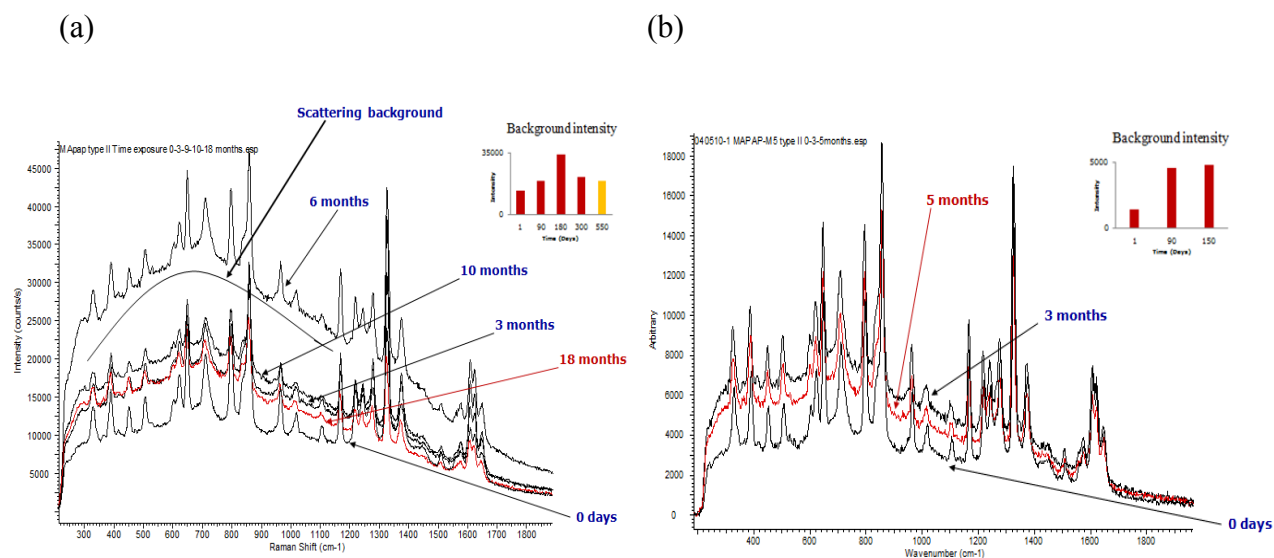 (a)
(b)
Scattering background
MApap type II Time exposure 0-3-9-10-18 months.esp
Background intensity
35000
0
Intensity
1 90 180 300 550
Time (Days)
6 months
10 months
3 months
18 months
0 days
45000
40000
35000
30000
25000
20000
15000
10000
5000
Intensity (counts/s)
300 400 500 600 700 800 900 1000 1100 1200 1300 1400 1500 1600 1700 1800
Raman Shift (cm-1)
040510-1 MAPAP-M5 type II 0-3-5months.esp
Background intensity
5000
0
Intensity
1 90 150
Time (Days)
5 months
3 months
0 days
18000
16000
14000
12000
10000
8000
6000
4000
2000
0
Arbitrary
400 600 800 1000 1200 1400 1600 1800
Wavenumber (cm-1)